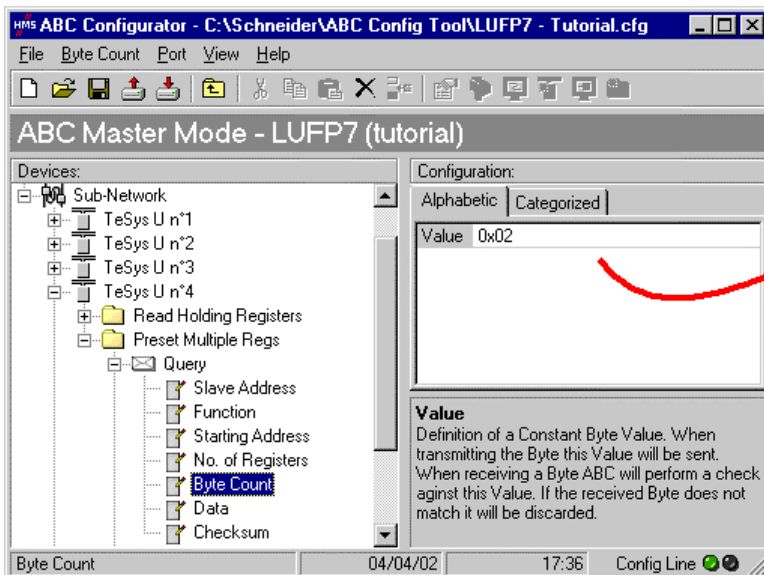 HMS ABC Configurator - C:\Schneider\ABC Config Tool\LUFP7 - Tutorial.cfg
File Byte Count Port View Help
ABC Master Mode - LUFP7 (tutorial)
Devices:
Sub-Network
TeSys U n°1
TeSys U n°2
TeSys U n°3
TeSys U n°4
Read Holding Registers
Preset Multiple Regs
Query
Slave Address
Function
Starting Address
No. of Registers
Byte Count
Data
Checksum
Configuration:
Alphabetic Categorized
Value 0x02
Value
Definition of a Constant Byte Value. When
transmitting the Byte this Value will be sent.
When receiving a Byte ABC will perform a check
aginst this Value. If the received Byte does not
match it will be discarded.
Byte Count 04/04/02 17:36 Config Line